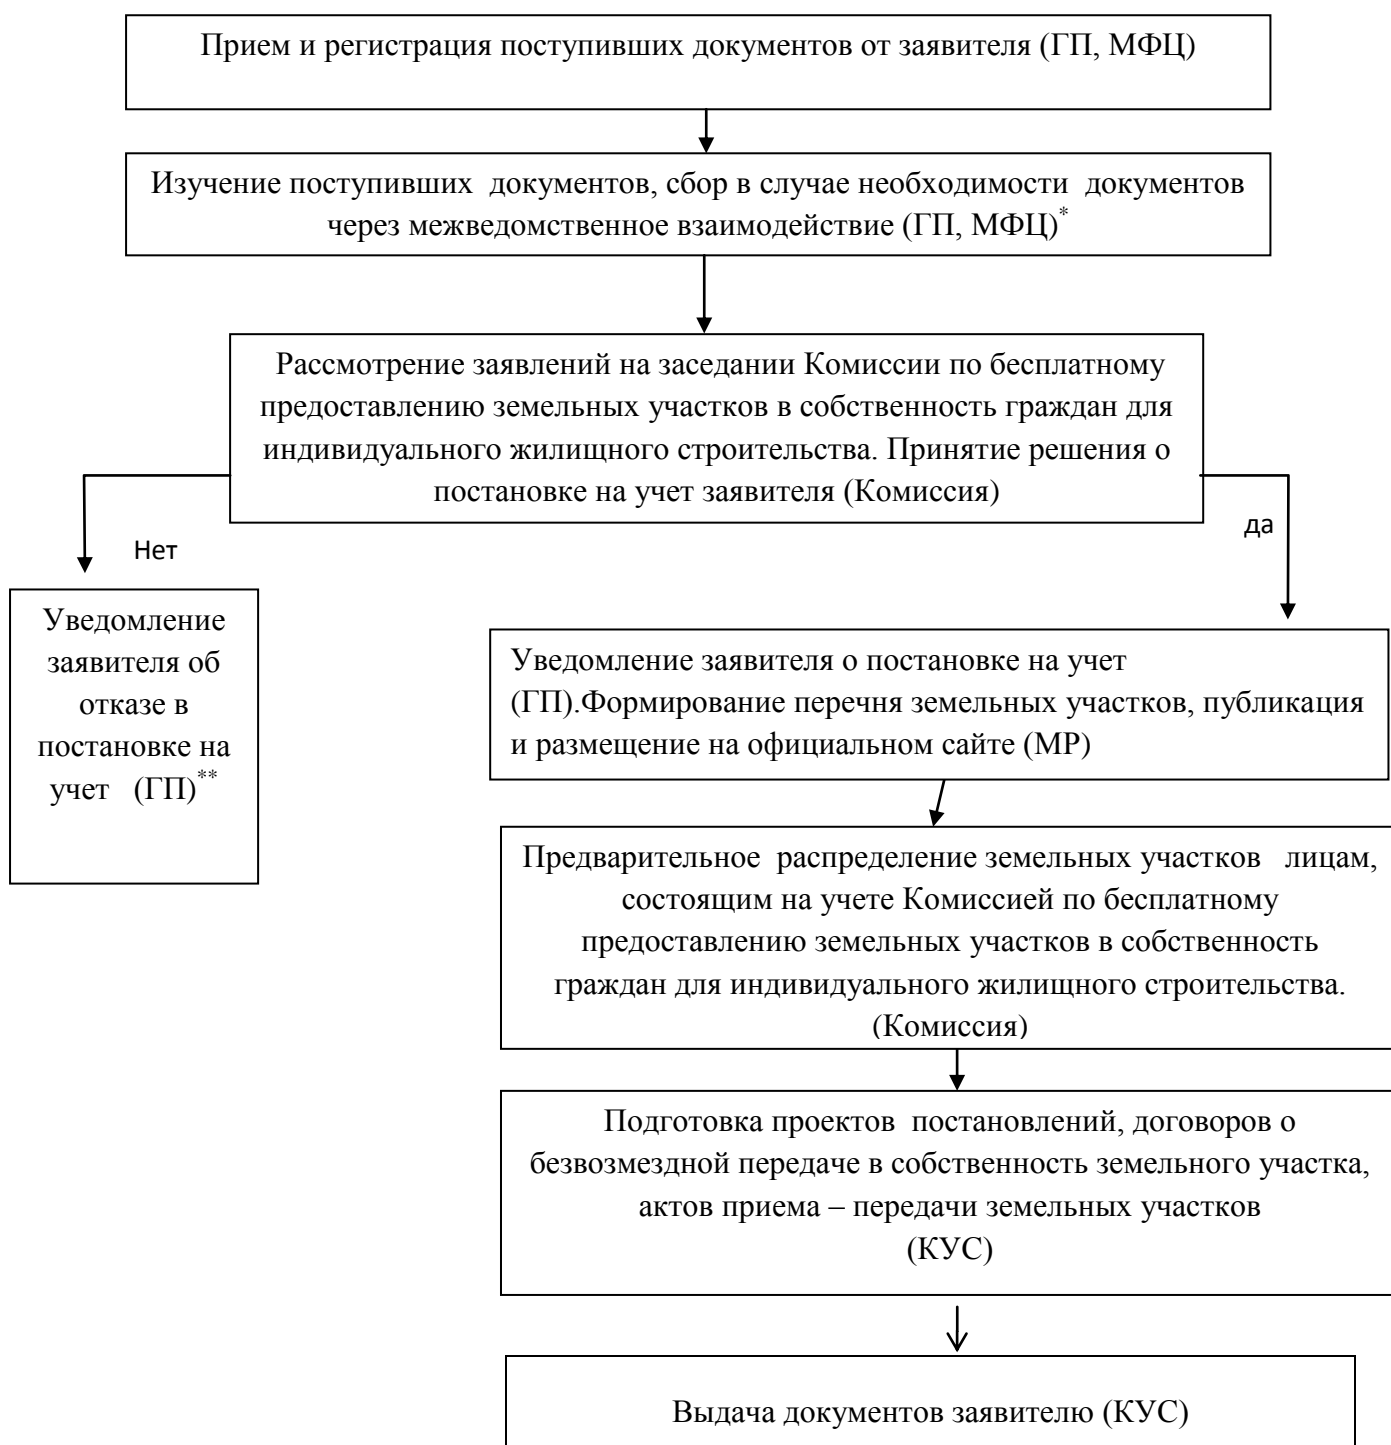 Прием и регистрация поступивших документов от заявителя (ГП, МФЦ)
Изучение поступивших документов, сбор в случае необходимости документов
через межведомственное взаимодействие (ГП, МФЦ)*
Рассмотрение заявлений на заседании Комиссии по бесплатному
предоставлению земельных участков в собственность граждан для
индивидуального жилищного строительства. Принятие решения о
постановке на учет заявителя (Комиссия)
Нет
да
Уведомление
заявителя об
отказе в
постановке на
учет (ГП)**
Уведомление заявителя о постановке на учет
(ГП).Формирование перечня земельных участков, публикация
и размещение на официальном сайте (МР)
Предварительное распределение земельных участков лицам,
состоящим на учете Комиссией по бесплатному
предоставлению земельных участков в собственность
граждан для индивидуального жилищного строительства.
(Комиссия)
Подготовка проектов постановлений, договоров о
безвозмездной передаче в собственность земельного участка,
актов приема – передачи земельных участков
(КУС)
Выдача документов заявителю (КУС)